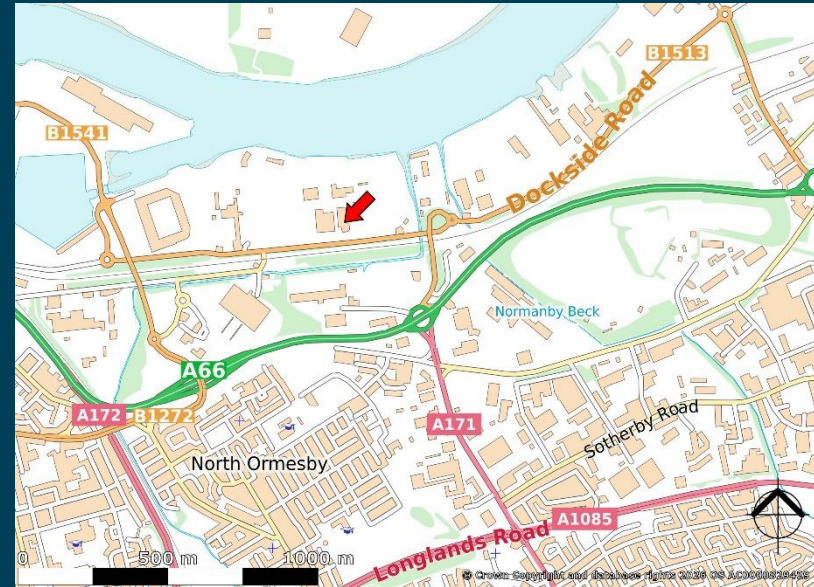 B1513
B1541
Dockside Road
Normanby Beck
A66
A172
B1272
A171
Sotherby Road
North Ormesby
A1085
Longlands Road
0 500 m 1000 m
© Crown Copyright and database rights 2026 OS AC0000829429